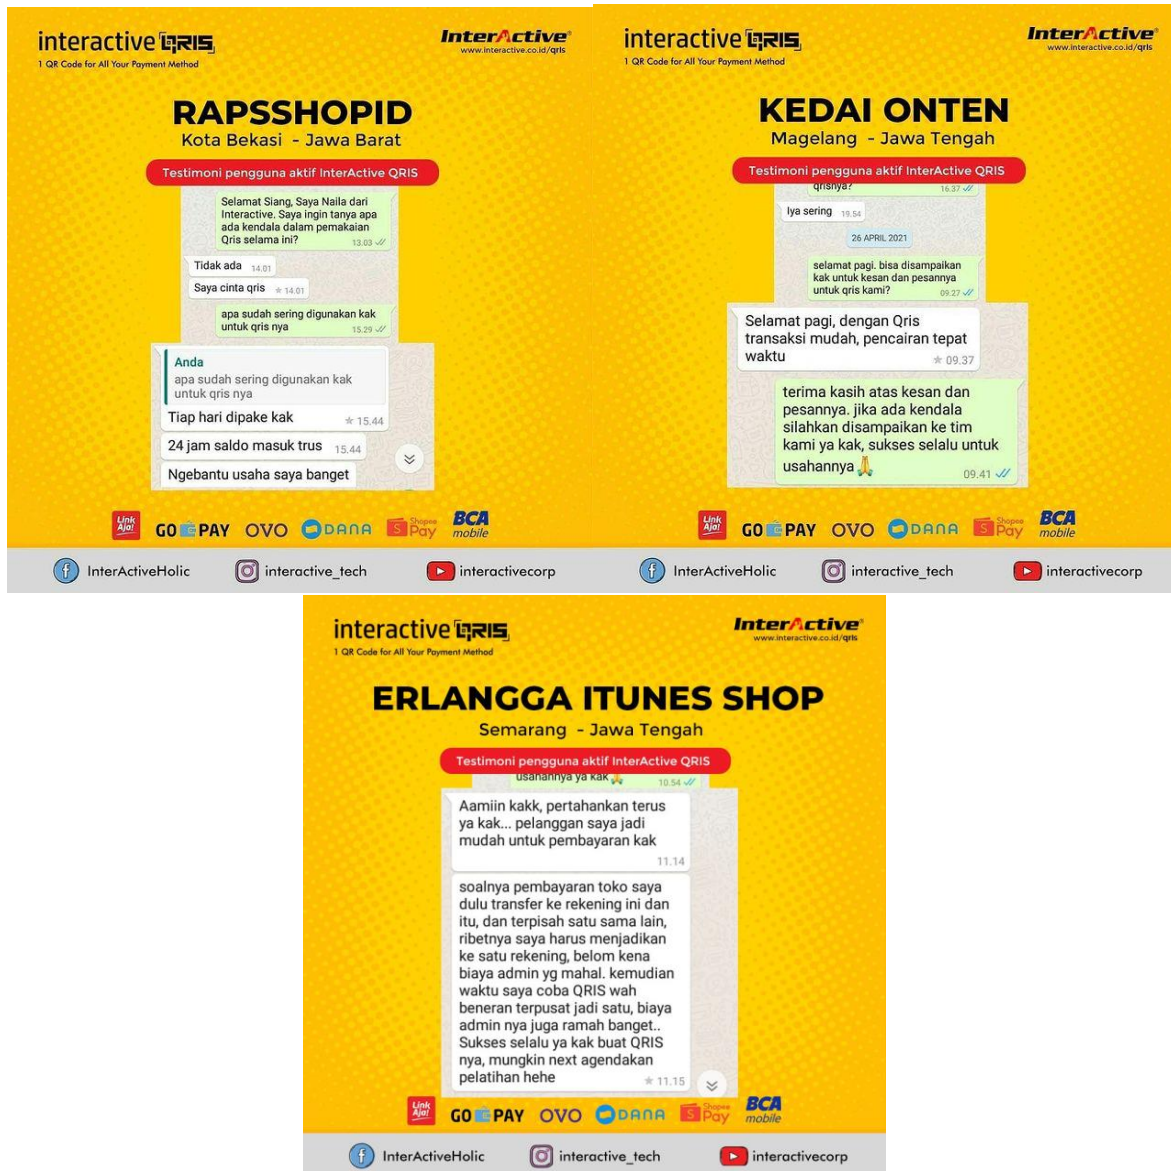 interactive QRIS
1 QR Code for All Your Payment Method
InterActive®
www.interactive.co.id/qris
RAPSSHOPID
Kota Bekasi - Jawa Barat
Testimoni pengguna aktif InterActive QRIS
Selamat Siang, Saya Naila dari
Interactive. Saya ingin tanya apa
ada kendala dalam pemakaian
Qris selama ini?
13.03
Tidak ada 14.01
Saya cinta qris ★ 14.01
apa sudah sering digunakan kak
untuk qris nya
15.29
Anda
apa sudah sering digunakan kak
untuk qris nya
Tiap hari dipake kak ★ 15.44
24 jam saldo masuk trus 15.44
Ngebantu usaha saya banget
LinkAja!
GOPAY
OVO
DANA
Shopee Pay
BCA mobile
InterActiveHolic
interactive_tech
interactivecorp
interactive QRIS
1 QR Code for All Your Payment Method
InterActive®
www.interactive.co.id/qris
KEDAI ONTEN
Magelang - Jawa Tengah
Testimoni pengguna aktif InterActive QRIS
qrisnya? 16.37
Iya sering 19.54
26 APRIL 2021
selamat pagi. bisa disampaikan
kak untuk kesan dan pesannya
untuk qris kami?
09.27
Selamat pagi, dengan Qris
transaksi mudah, pencairan tepat
waktu ★ 09.37
terima kasih atas kesan dan
pesannya. jika ada kendala
silahkan disampaikan ke tim
kami ya kak, sukses selalu untuk
usahannya🙏
09.41
LinkAja!
GOPAY
OVO
DANA
Shopee Pay
BCA mobile
InterActiveHolic
interactive_tech
interactivecorp
interactive QRIS
1 QR Code for All Your Payment Method
InterActive®
www.interactive.co.id/qris
ERLANGGA ITUNES SHOP
Semarang - Jawa Tengah
Testimoni pengguna aktif InterActive QRIS
usahannya ya kak🙏 10.54
Aamiin kakk, pertahankan terus
ya kak... pelanggan saya jadi
mudah untuk pembayaran kak
11.14
soalnya pembayaran toko saya
dulu transfer ke rekening ini dan
itu, dan terpisah satu sama lain,
ribetnya saya harus menjadikan
ke satu rekening, belom kena
biaya admin yg mahal. kemudian
waktu saya coba QRIS wah
beneran terpusat jadi satu, biaya
admin nya juga ramah banget..
Sukses selalu ya kak buat QRIS
nya, mungkin next agendakan
pelatihan hehe ★ 11.15
LinkAja!
GOPAY
OVO
DANA
Shopee Pay
BCA mobile
InterActiveHolic
interactive_tech
interactivecorp